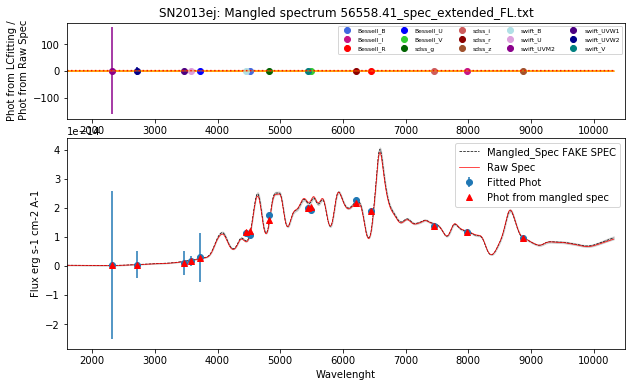 SN2013ej: Mangled spectrum 56558.41_spec_extended_FL.txt
Phot from LCfitting /
Phot from Raw Spec
100
0
−100
Bessell_B
Bessell_I
Bessell_R
Bessell_U
Bessell_V
sdss_g
sdss_i
sdss_r
sdss_z
swift_B
swift_U
swift_UVM2
swift_UVW1
swift_UVW2
swift_V
2000 3000 4000 5000 6000 7000 8000 9000 10000
1e−14
Flux erg s-1 cm-2 A-1
4
3
2
1
0
−1
−2
Mangled_Spec FAKE SPEC
Raw Spec
Fitted Phot
Phot from mangled spec
2000 3000 4000 5000 6000 7000 8000 9000 10000
Wavelenght